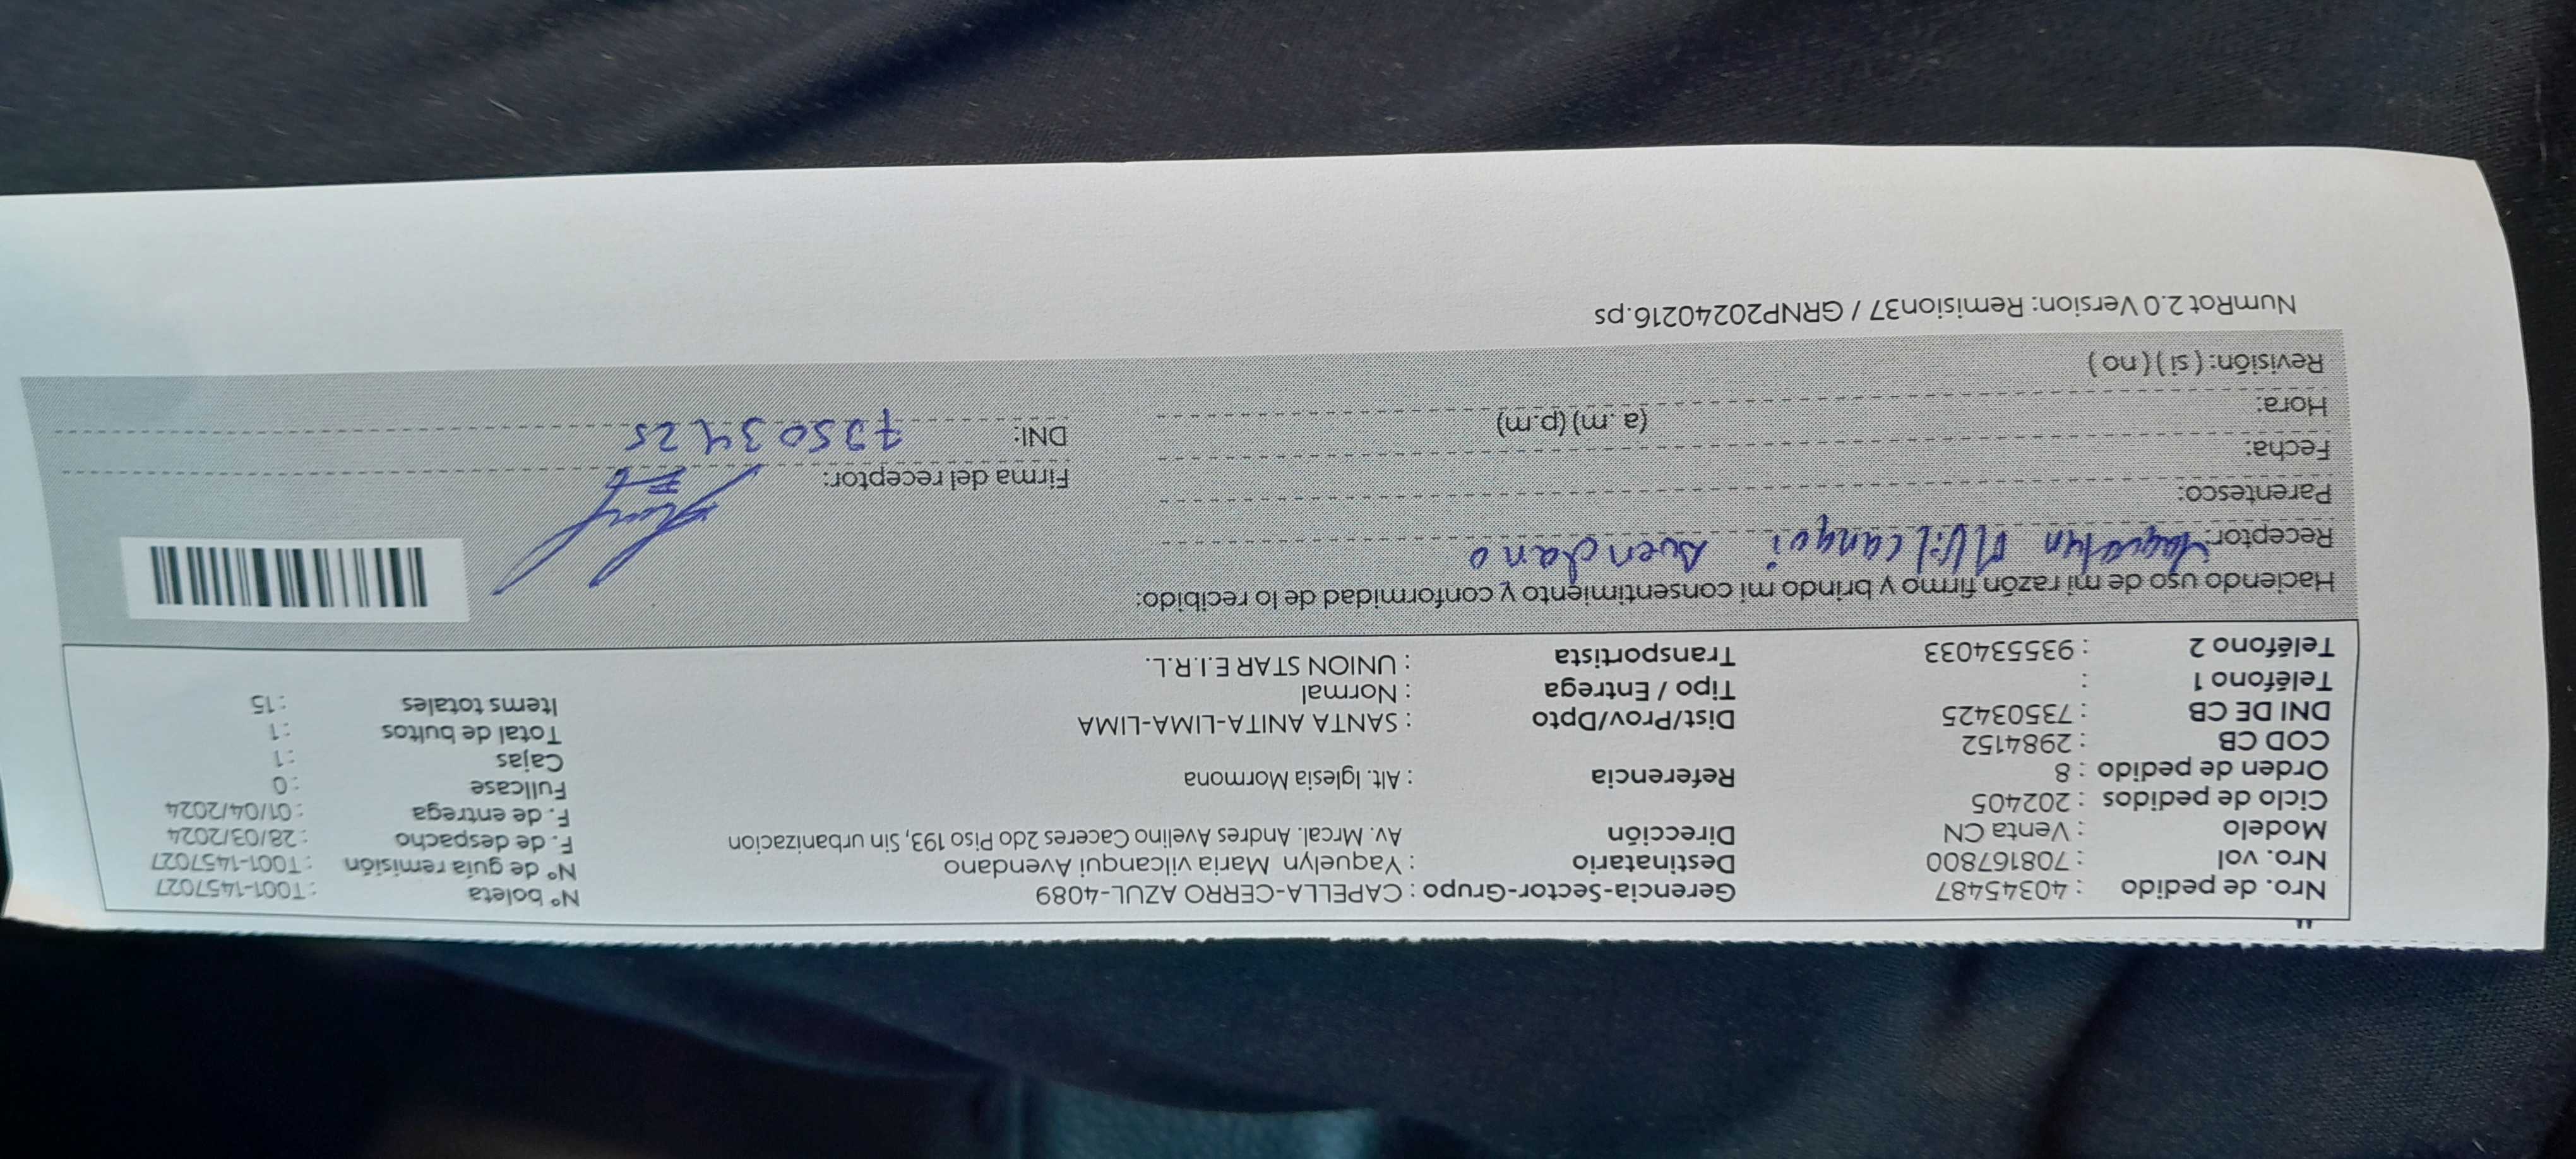 Nro. de pedido : 40345487 Gerencia-Sector-Grupo : CAPELLA-CERRO AZUL-4089 N° boleta : T001-1457027
Nro. vol : 708167800 Destinatario : Yaquelyn Maria vilcanqui Avendano N° de guía remisión : T001-1457027
Modelo : Venta CN Dirección Av. Mrcal. Andres Avelino Caceres 2do Piso 193, Sin urbanizacion F. de despacho : 28/03/2024
Ciclo de pedidos : 202405 F. de entrega : 01/04/2024
Orden de pedido : 8 Referencia : Alt. Iglesia Mormona Fullcase : 0
COD CB : 2984152 Cajas : 1
DNI DE CB : 73503425 Dist/Prov/Dpto : SANTA ANITA-LIMA-LIMA Total de bultos : 1
Teléfono 1 : Tipo / Entrega : Normal Items totales : 15
Teléfono 2 : 935534033 Transportista : UNION STAR E.I.R.L.
Haciendo uso de mi razón firmo y brindo mi consentimiento y conformidad de lo recibido:
Receptor: Yaquelyn M Vilcanqui Avendano
Parentesco: Firma del receptor:
Fecha: DNI: 73503425
Hora: (a.m) (p.m)
Revisión: ( si ) ( no )
NumRot 2.0 Version: Remision37 / GRNP20240216.ps